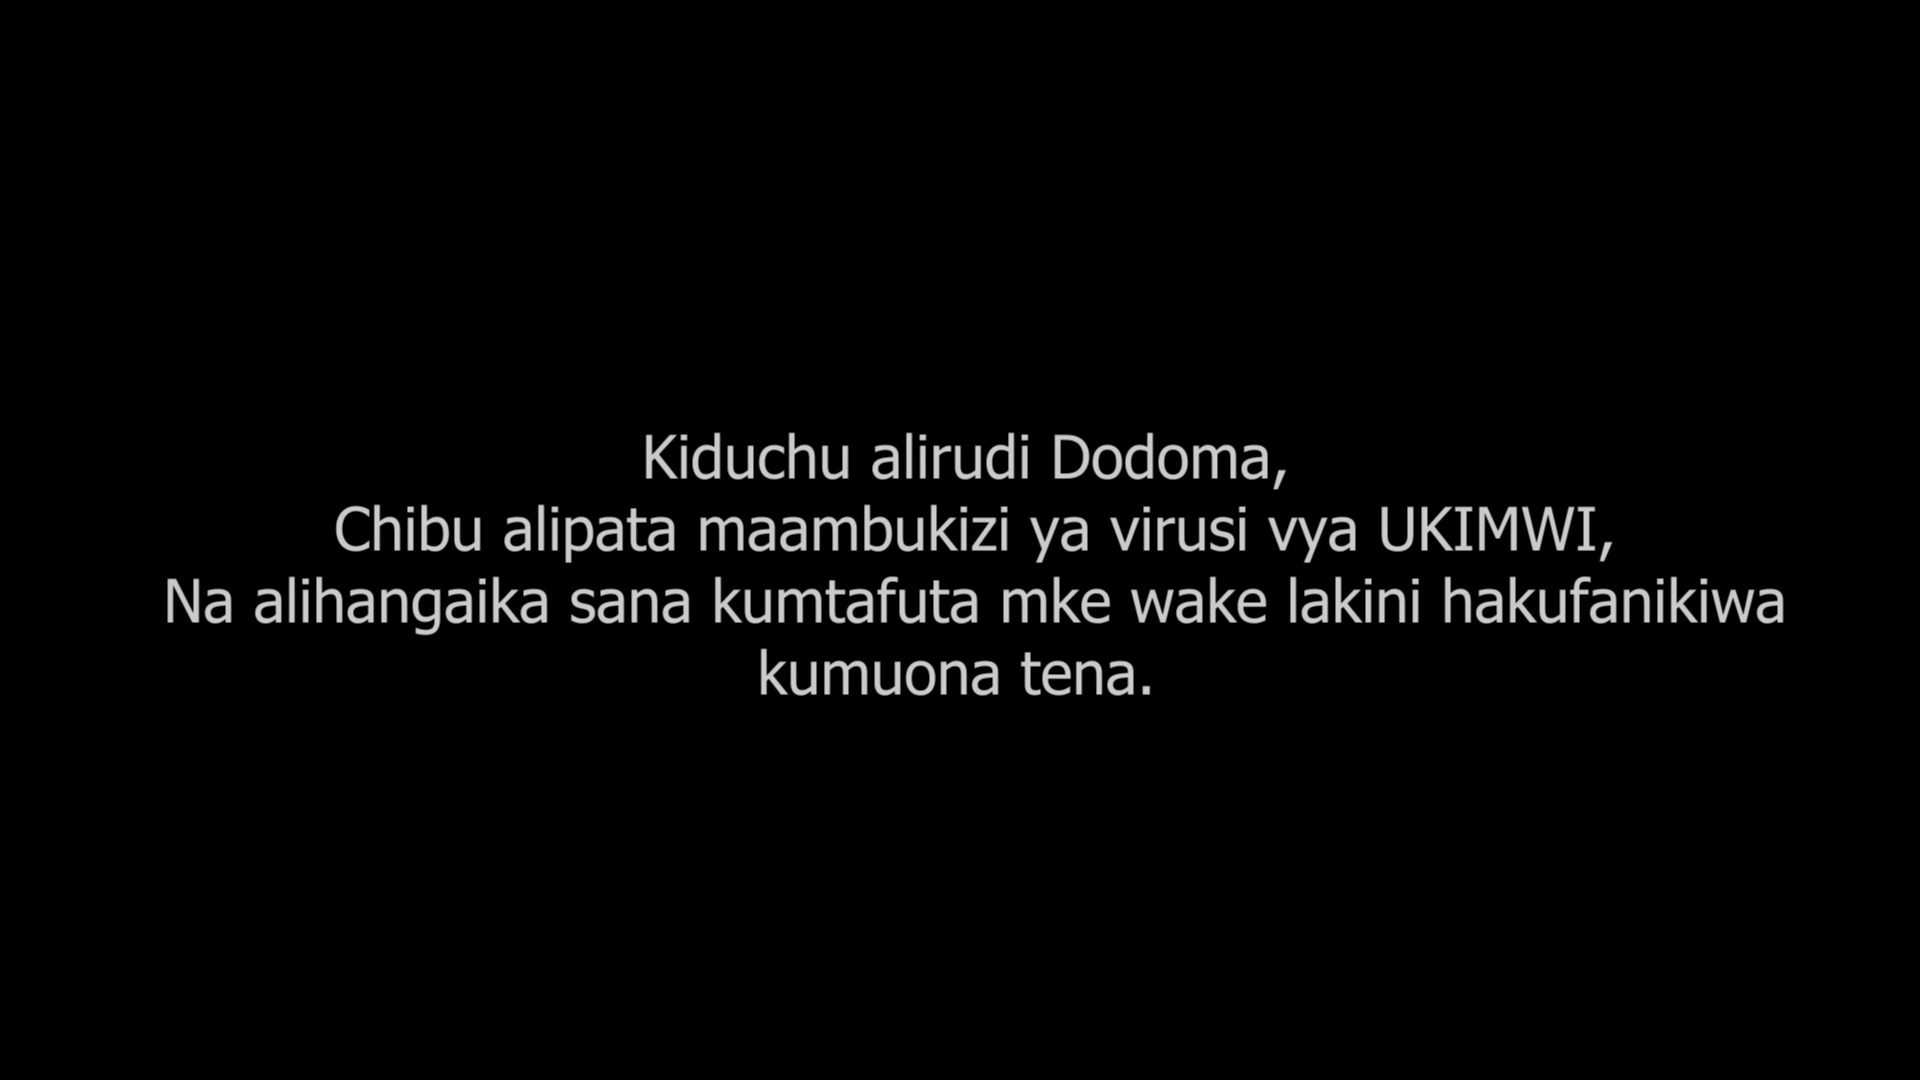 Kiduchu alirudi Dodoma,
Chibu alipata maambukizi ya virusi vya UKIMWI,
Na alihangaika sana kumtafuta mke wake lakini hakufanikiwa
kumuona tena.